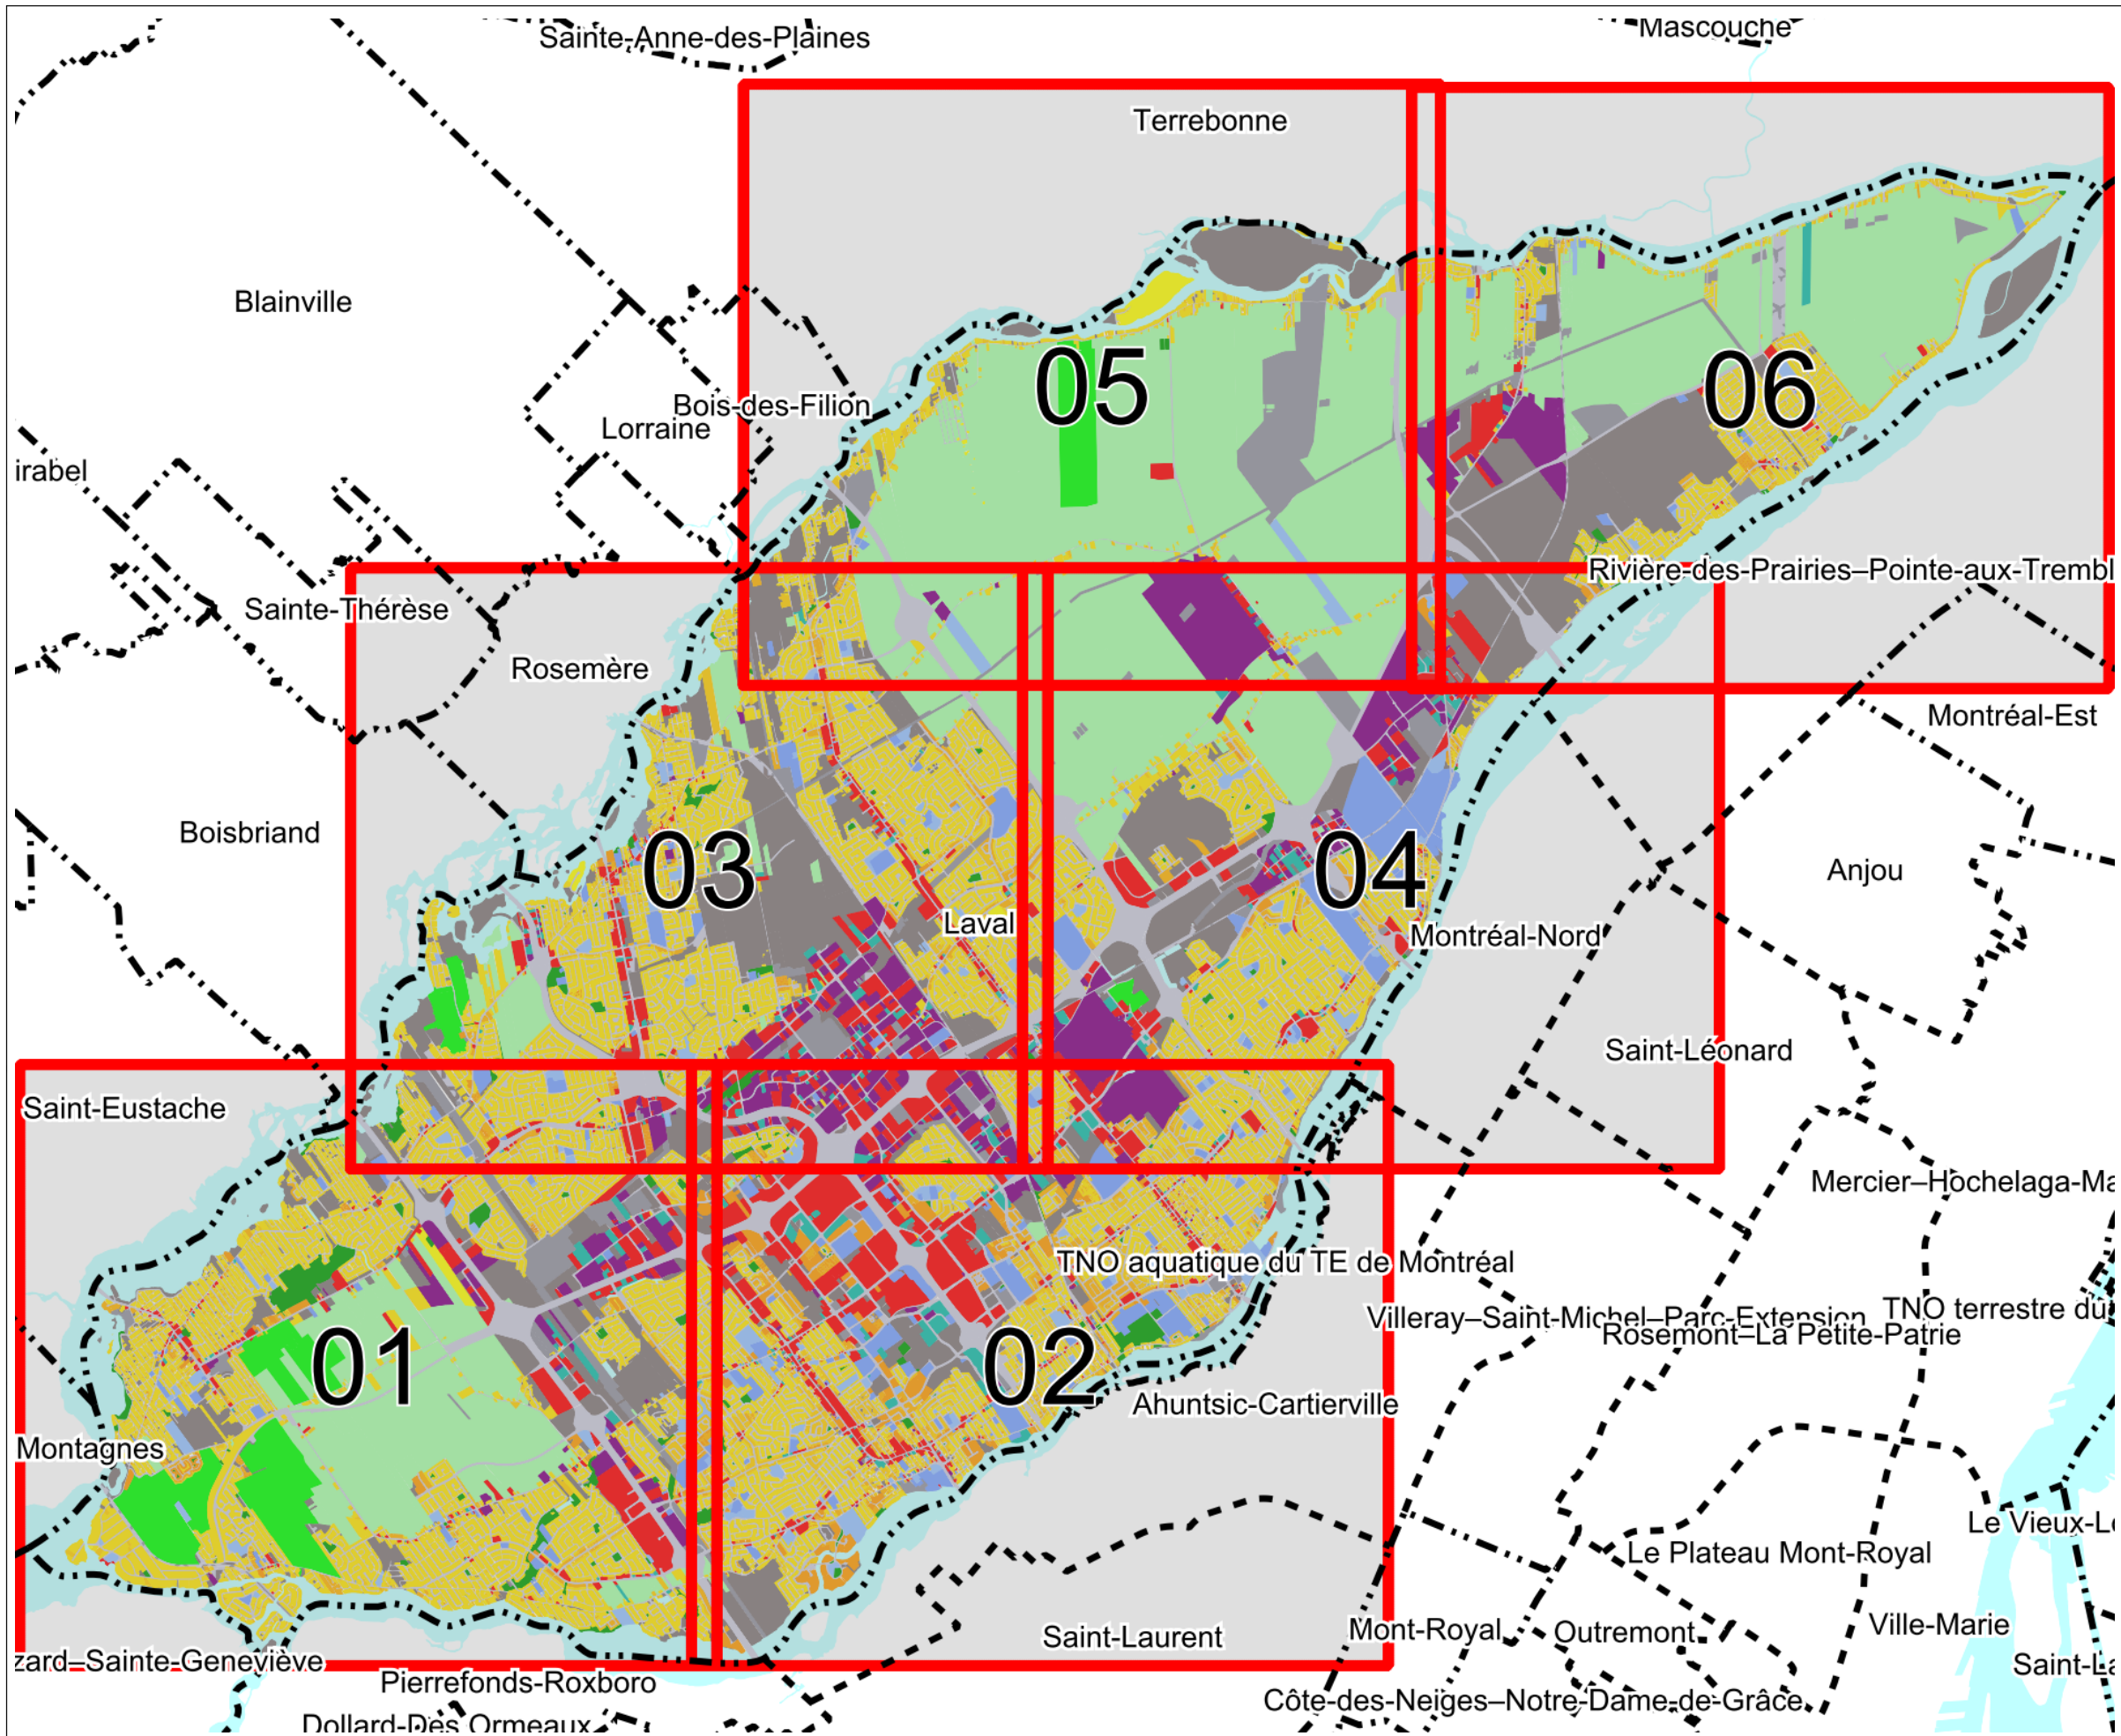 Sainte-Anne-des-Plaines
Mascouche
Terrebonne
Blainville
05
06
Bois-des-Filion
Lorraine
irabel
Rivière-des-Prairies–Pointe-aux-Trembl
Sainte-Thérèse
Rosemère
Montréal-Est
Boisbriand
03
04
Anjou
Laval
Montréal-Nord
Saint-Léonard
Saint-Eustache
Mercier–Hochelaga-Ma
TNO aquatique du TE de Montréal
Villeray–Saint-Michel–Parc-Extension
TNO terrestre du
Rosemont–La Petite-Patrie
01
02
Ahuntsic-Cartierville
Montagnes
Le Vieux-Lo
Le Plateau Mont-Royal
Saint-Laurent
Mont-Royal
Outremont
Ville-Marie
zard–Sainte-Geneviève
Saint-La
Pierrefonds-Roxboro
Côte-des-Neiges–Notre-Dame-de-Grâce
Dollard-Des Ormeaux